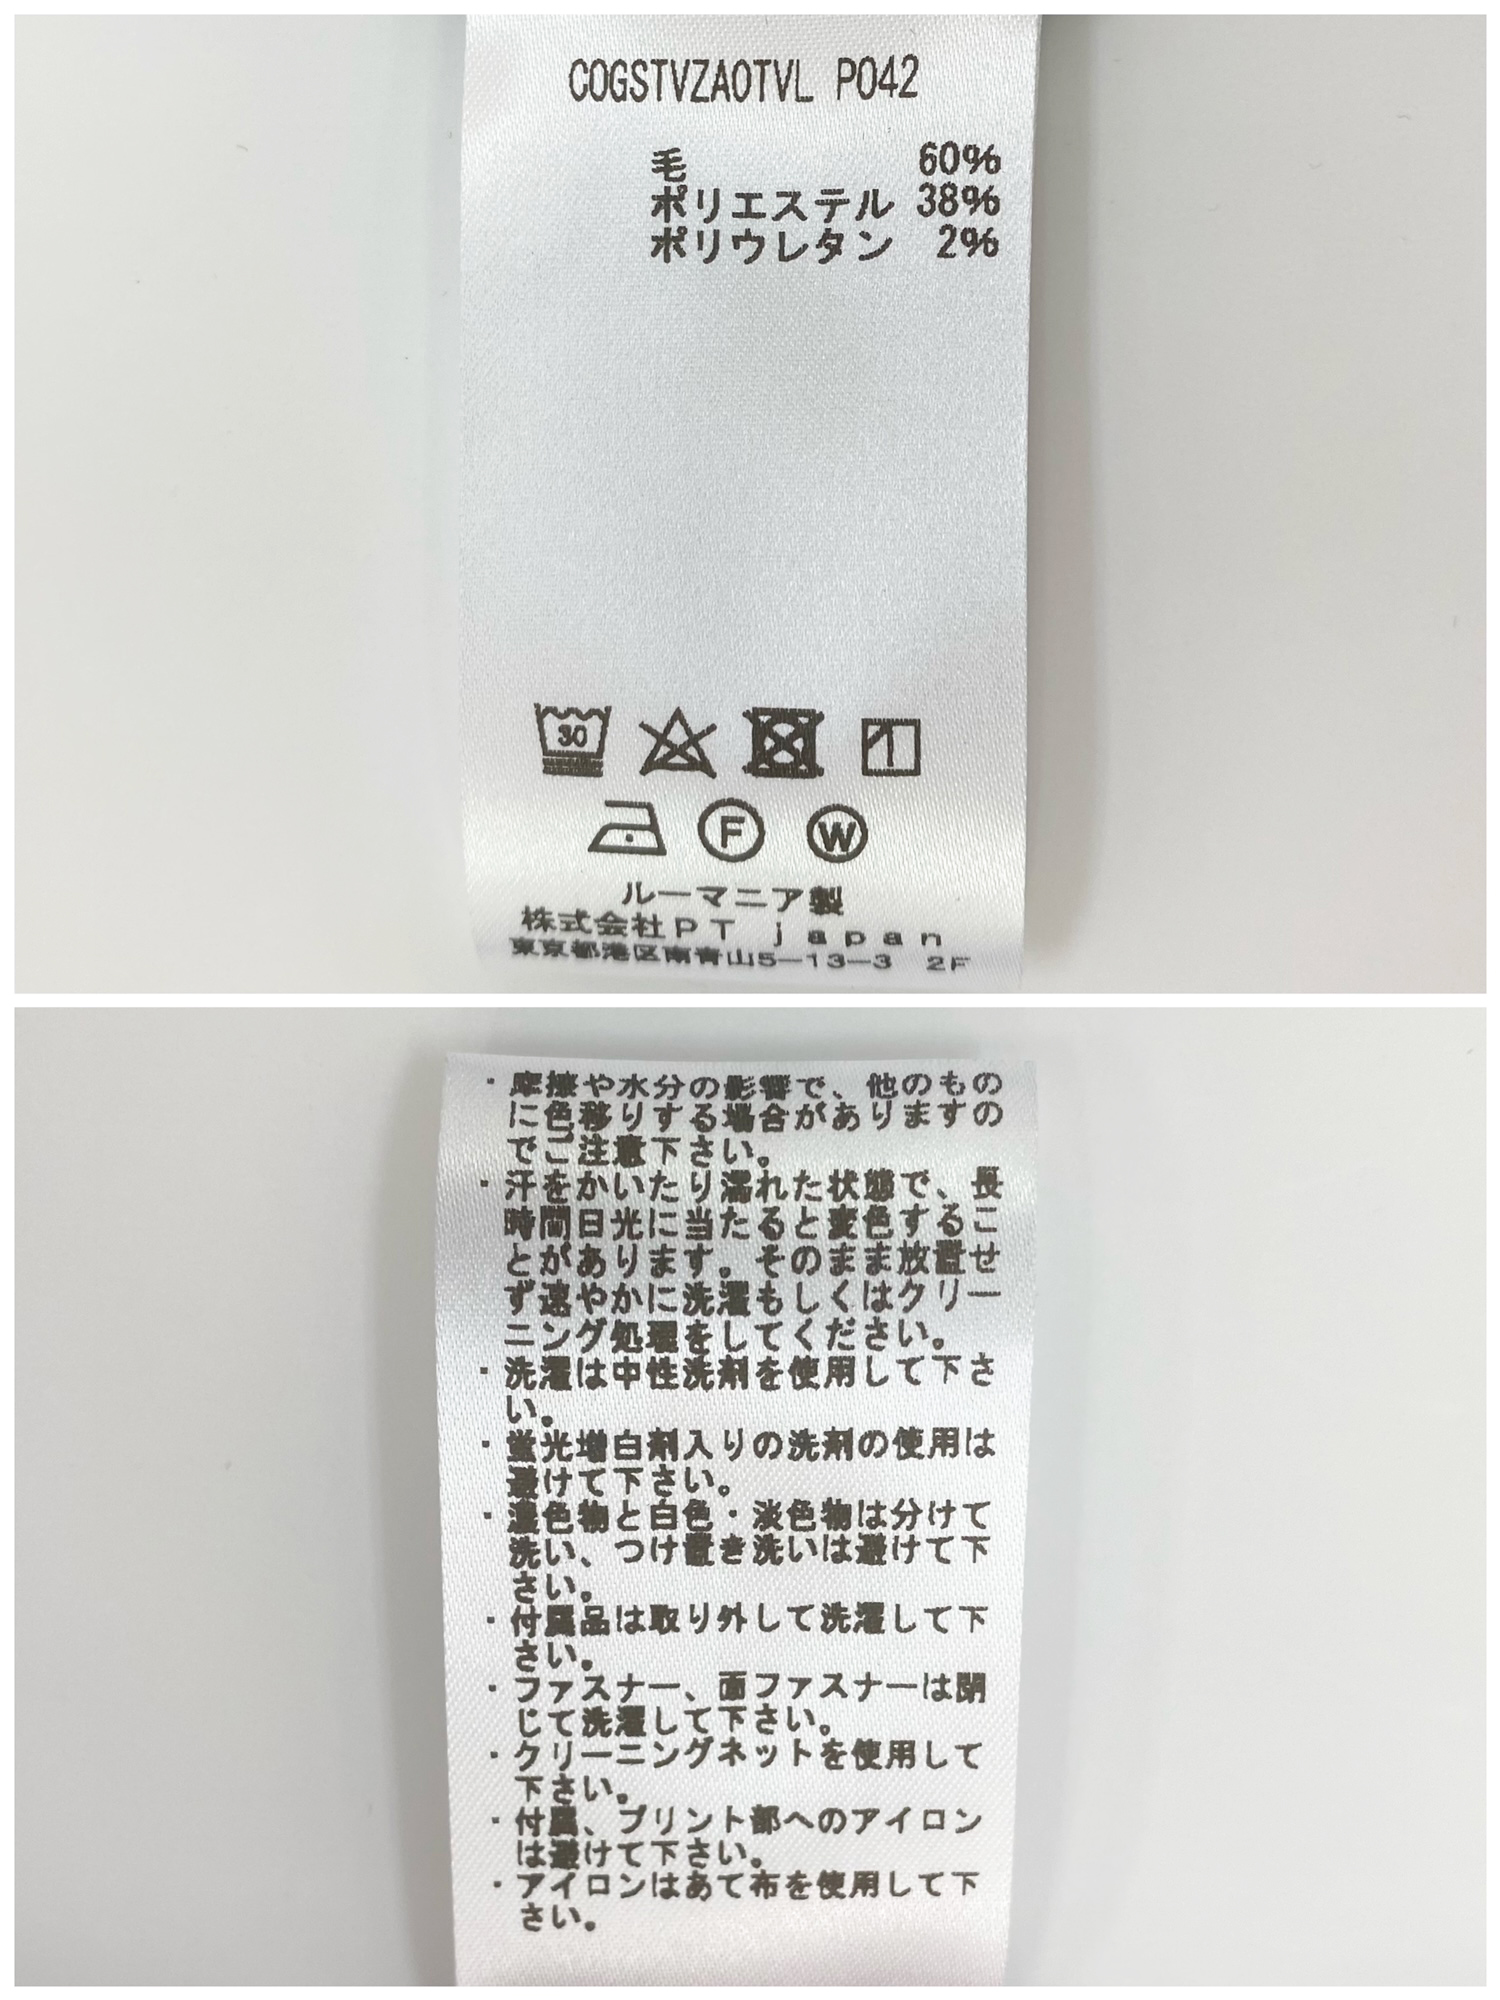 COGSTVZA0TVL P042
毛 60%
ポリエステル 38%
ポリウレタン 2%
30
F W
ルーマニア製
株式会社PT japan
東京都港区南青山5-13-3 2F
・摩擦や水分の影響で、他のもの
に色移りする場合がありますの
でご注意下さい。
・汗をかいたり濡れた状態で、長
時間日光に当たると変色するこ
とがあります。そのまま放置せ
ず速やかに洗濯もしくはクリー
ニング処理をしてください。
・洗濯は中性洗剤を使用して下さ
い。
・蛍光増白剤入りの洗剤の使用は
避けて下さい。
・濃色物と白色・淡色物は分けて
洗い、つけ置き洗いは避けて下
さい。
・付属品は取り外して洗濯して下
さい。
・ファスナー、面ファスナーは閉
じて洗濯して下さい。
・クリーニングネットを使用して
下さい。
・付属、プリント部へのアイロン
は避けて下さい。
・アイロンはあて布を使用して下
さい。